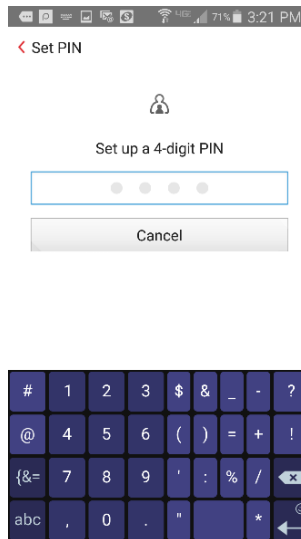 4G 71% 3:21 PM
Set PIN
Set up a 4-digit PIN
Cancel
# 1 2 3 $ & _ - ?
@ 4 5 6 ( ) = + !
{&= 7 8 9 ' : % /
abc , 0 . " *